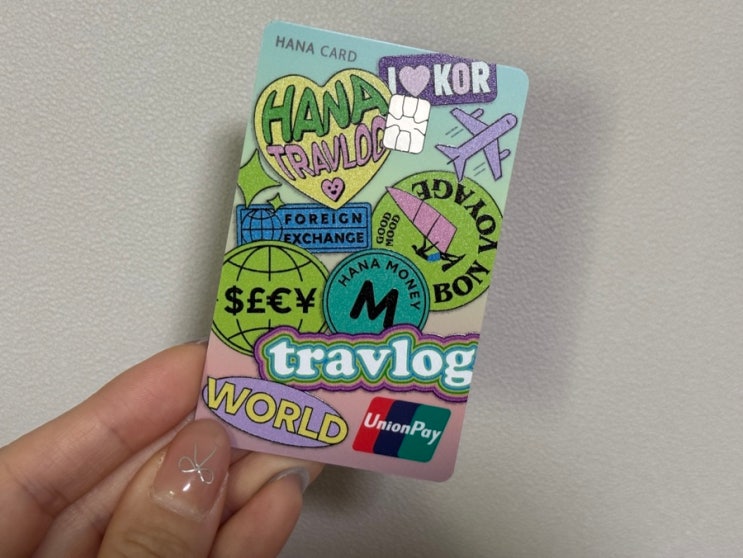 HANA CARD
I ♥ KOR
HANA
TRAVLOG
FOREIGN
EXCHANGE
GOOD
MOOD
BON VOYAGE
$£€¥
HANA MONEY
M
travlog
WORLD
UnionPay